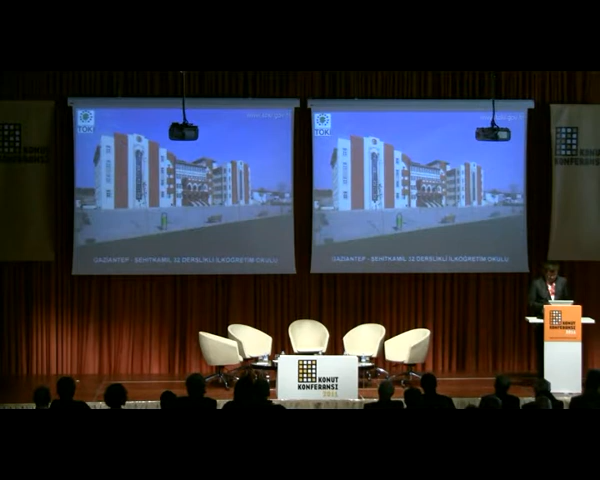 TOKİ
TOKİ
GAZİANTEP - ŞEHİTKAMİL 32 DERSLİKLİ İLKÖĞRETİM OKULU
GAZİANTEP - ŞEHİTKAMİL 32 DERSLİKLİ İLKÖĞRETİM OKULU
KONUT
KONFERANSI
KONUT
KONFERANSI
KONUT
KONFERANSI
2011
KONUT
KONFERANSI
2011